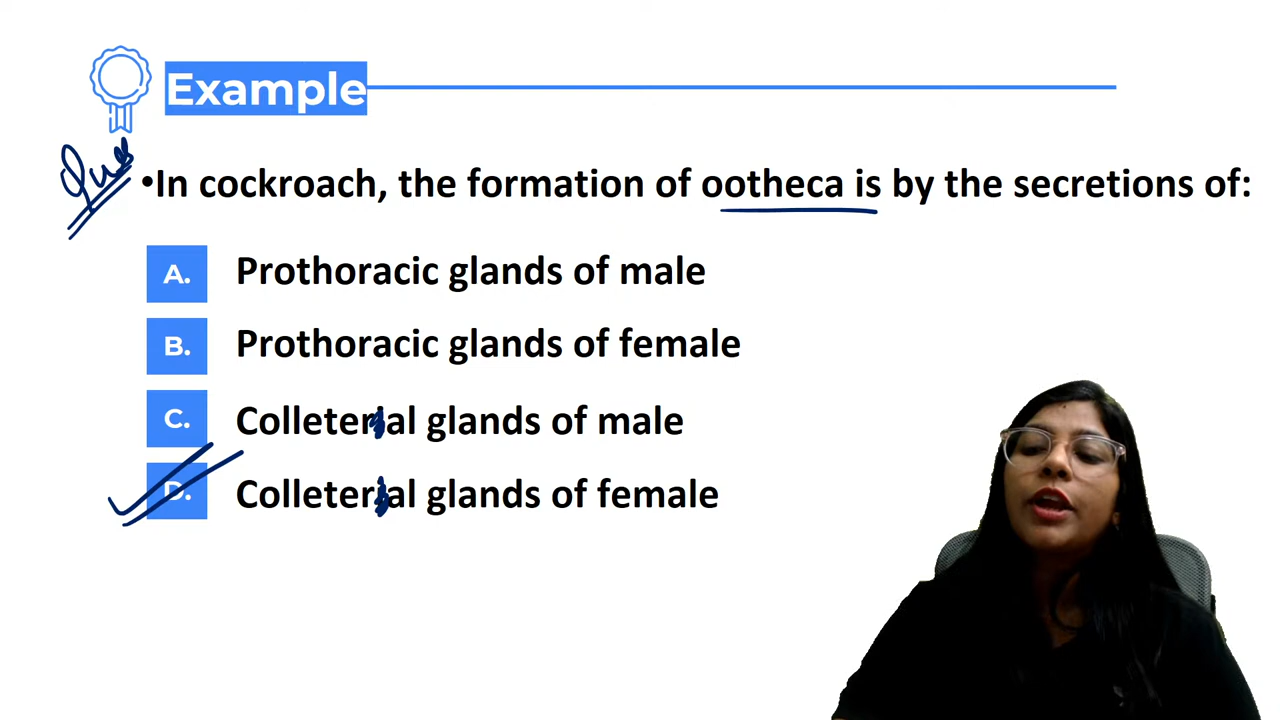 Example
Ques
•In cockroach, the formation of ootheca is by the secretions of:
A. Prothoracic glands of male
B. Prothoracic glands of female
C. Colleterial glands of male
D. Colleterial glands of female